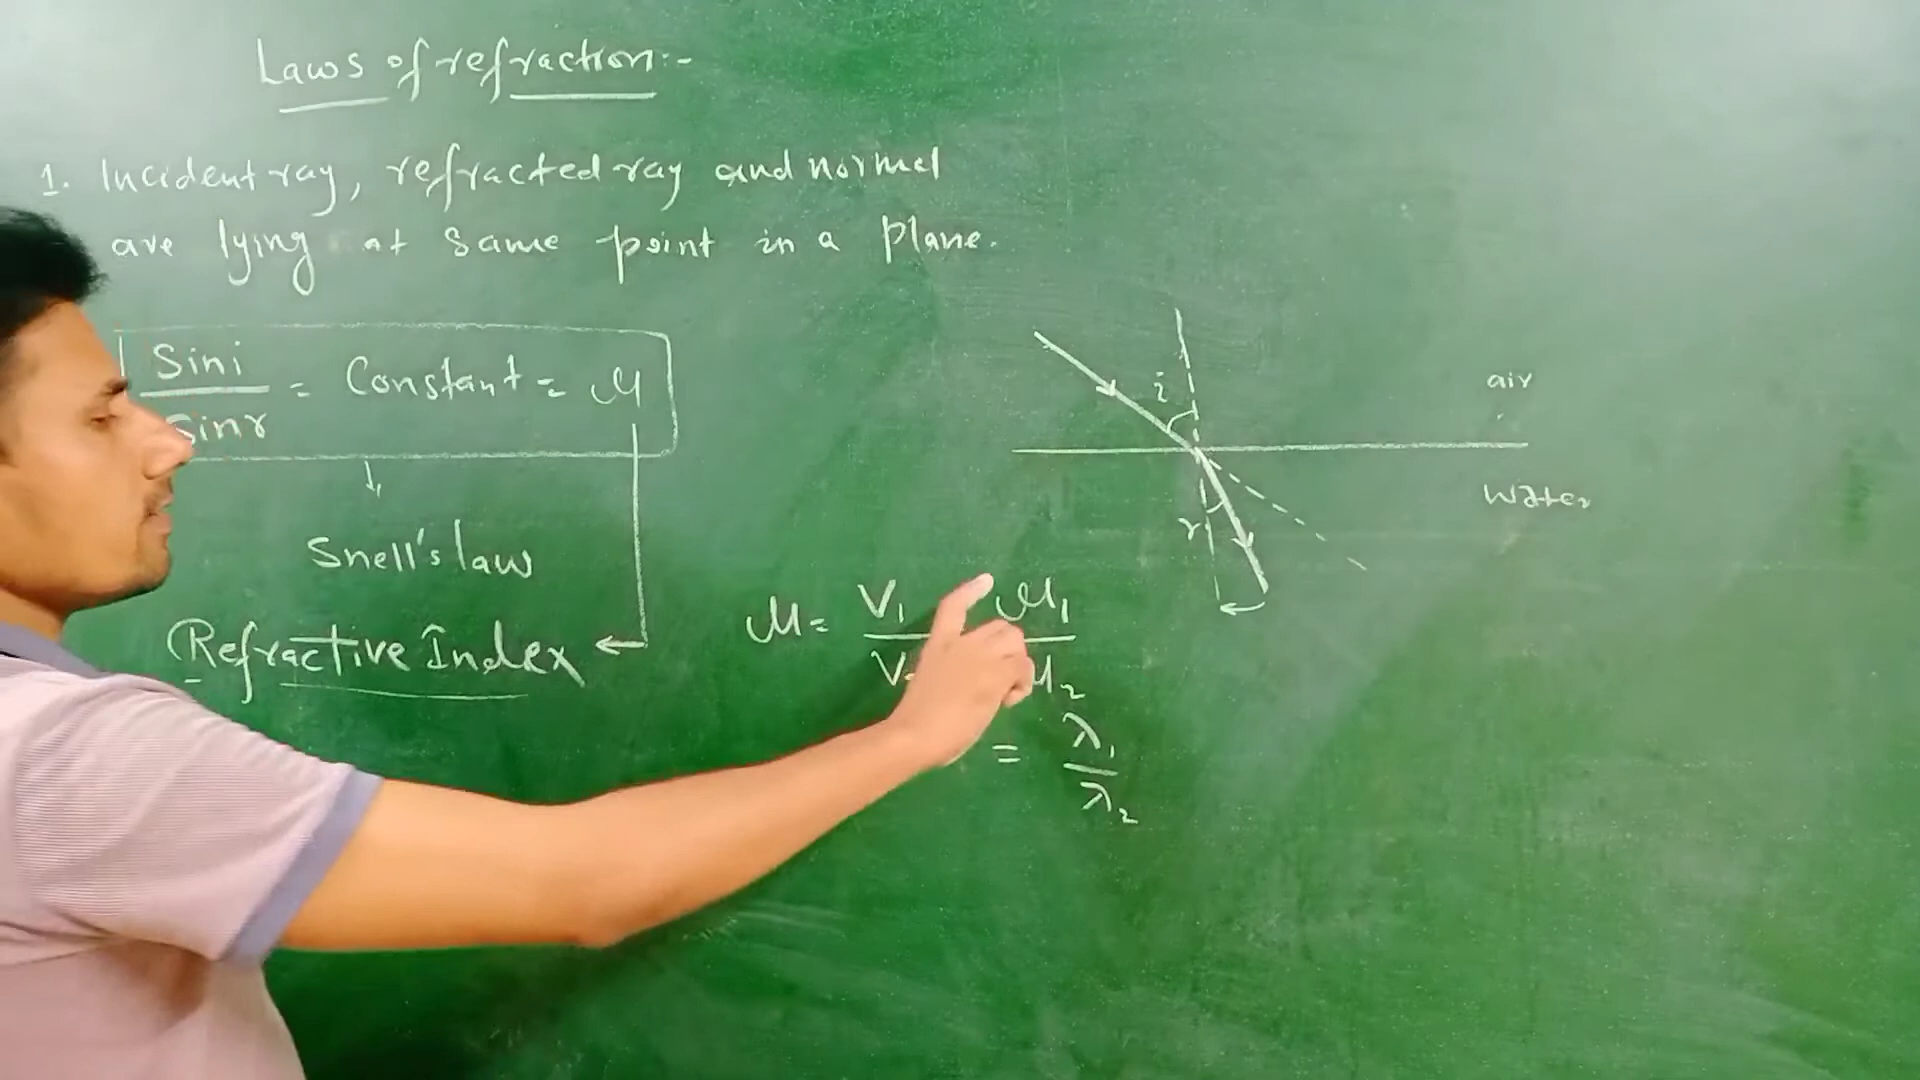 Laws of refraction:-
1. Incident ray, refracted ray and normal
are lying at same point in a plane.
Sini / Sinr = Constant = μ
↓
Snell's law
Refractive Index ←
μ = V1 / V μ1 / μ2
= λ1 / λ2
i
r
air
water